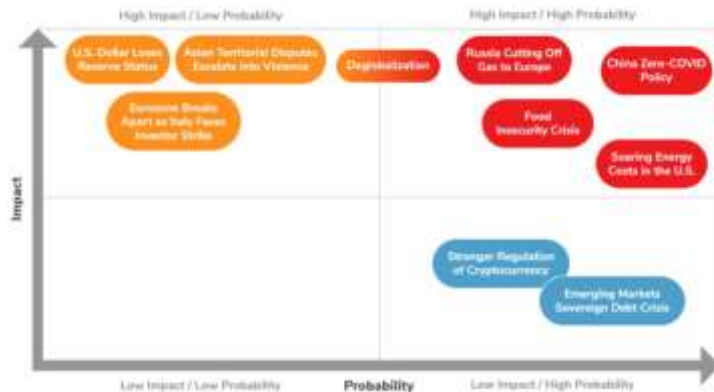 High Impact / Low Probability
High Impact / High Probability
U.S. Dollar Loses
Reserve Status
Asian Territorial Disputes
Escalate into Violence
Deglobalization
Russia Cutting Off
Gas to Europe
China Zero-COVID
Policy
Eurozone Breaks
Apart as Italy Faces
Investor Strike
Food
Insecurity Crisis
Soaring Energy
Costs in the U.S.
Impact
Stronger Regulation
of Cryptocurrency
Emerging Markets
Sovereign Debt Crisis
Low Impact / Low Probability
Probability
Low Impact / High Probability